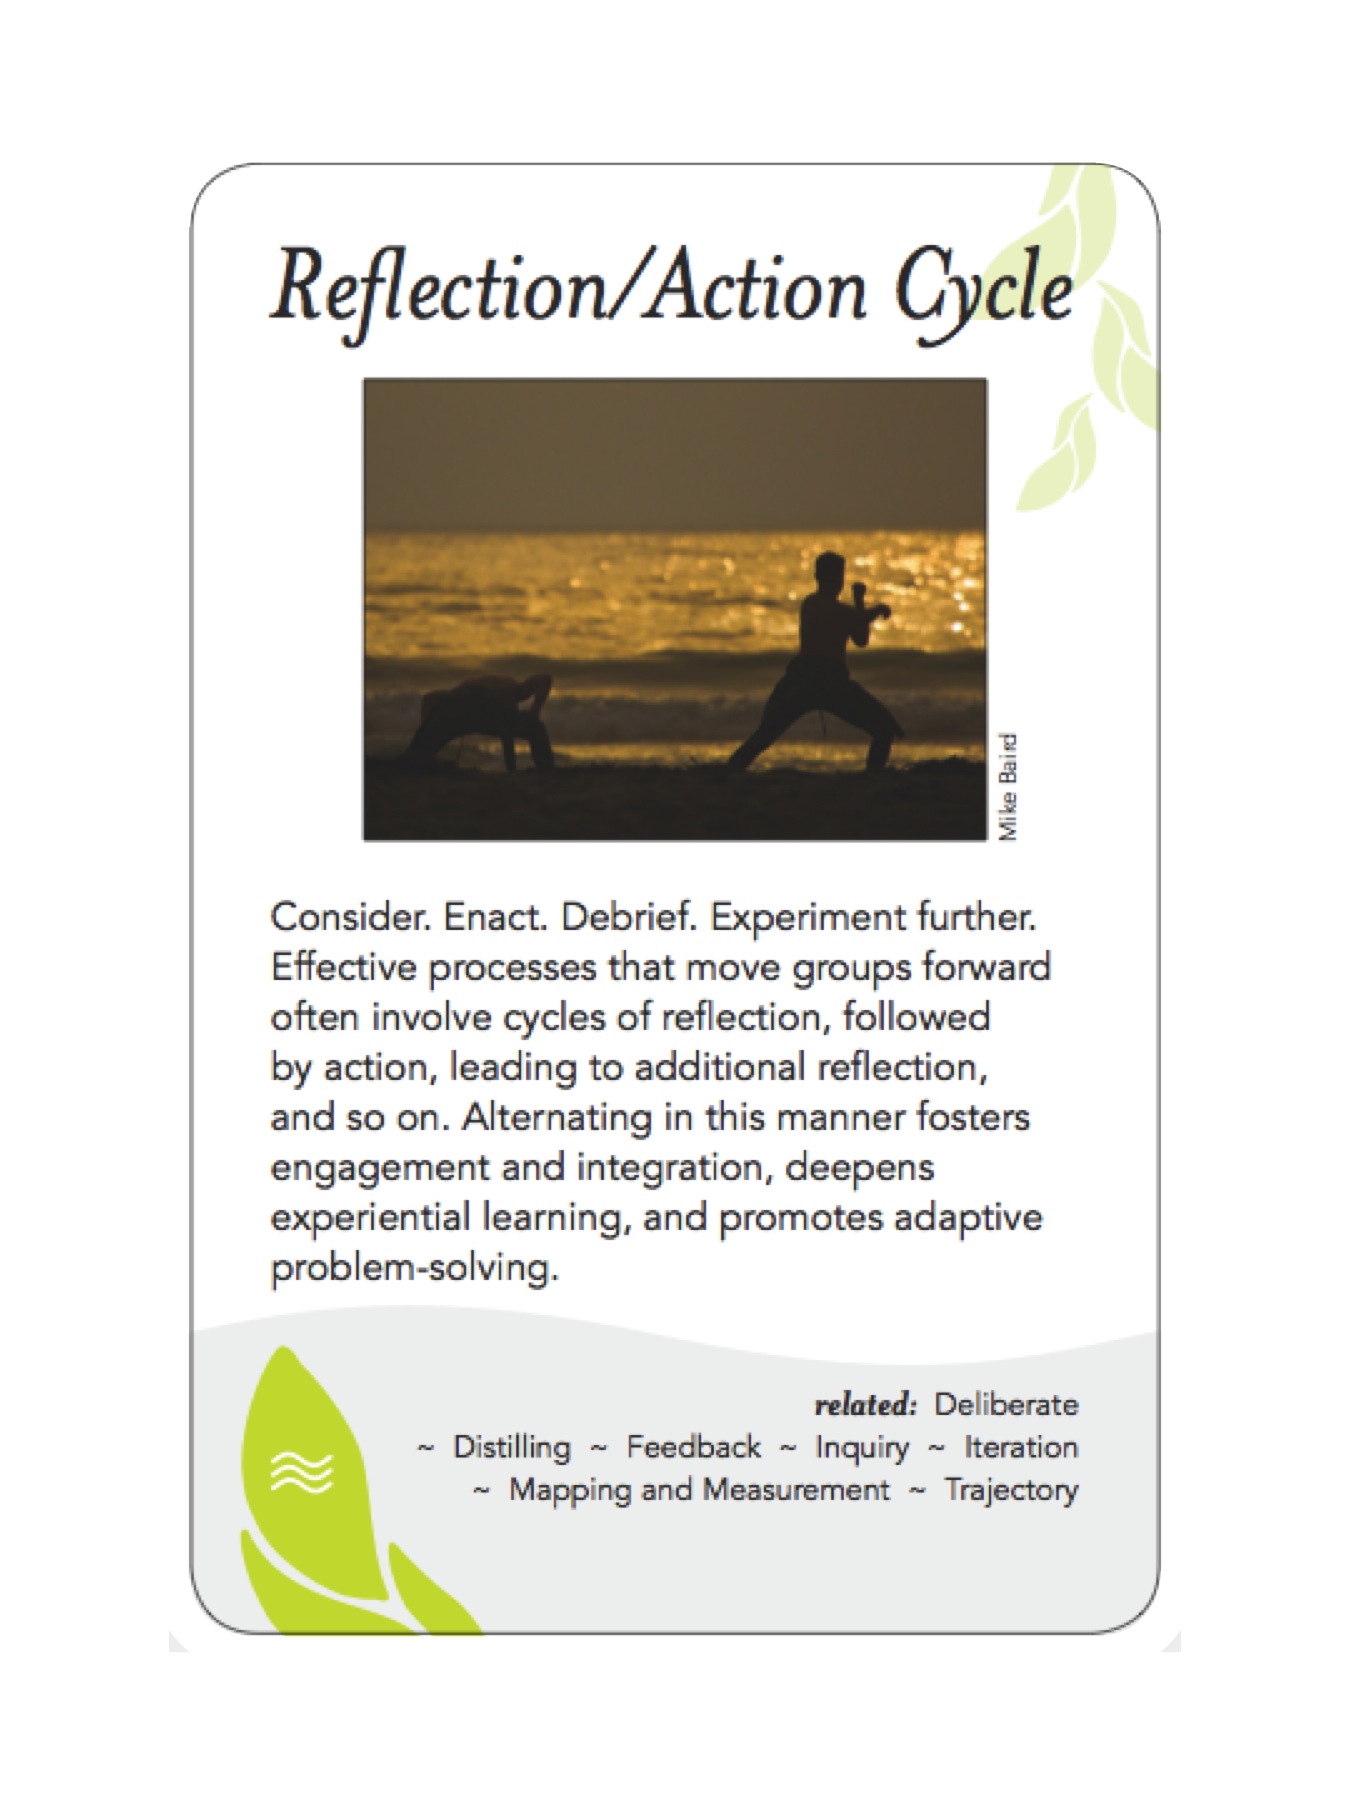 Reflection/Action Cycle
Mike Baird
Consider. Enact. Debrief. Experiment further.
Effective processes that move groups forward
often involve cycles of reflection, followed
by action, leading to additional reflection,
and so on. Alternating in this manner fosters
engagement and integration, deepens
experiential learning, and promotes adaptive
problem-solving.
related: Deliberate
~ Distilling ~ Feedback ~ Inquiry ~ Iteration
~ Mapping and Measurement ~ Trajectory